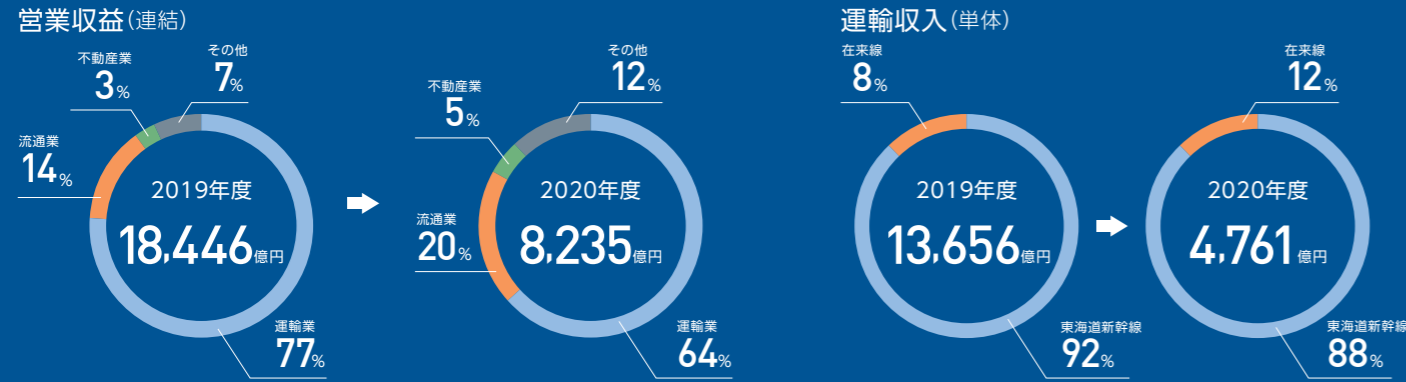 営業収益(連結)
不動産業
3%
その他
7%
流通業
14%
2019年度
18,446億円
運輸業
77%
不動産業
5%
その他
12%
流通業
20%
2020年度
8,235億円
運輸業
64%
運輸収入(単体)
在来線
8%
2019年度
13,656億円
東海道新幹線
92%
在来線
12%
2020年度
4,761億円
東海道新幹線
88%